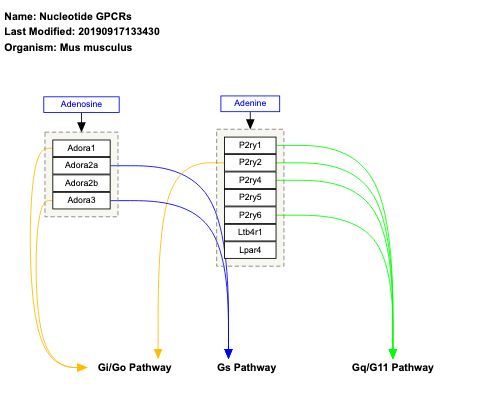 Name: Nucleotide GPCRs
Last Modified: 20190917133430
Organism: Mus musculus
Adenosine
Adenine
Adora1
Adora2a
Adora2b
Adora3
P2ry1
P2ry2
P2ry4
P2ry5
P2ry6
Ltb4r1
Lpar4
Gi/Go Pathway
Gs Pathway
Gq/G11 Pathway